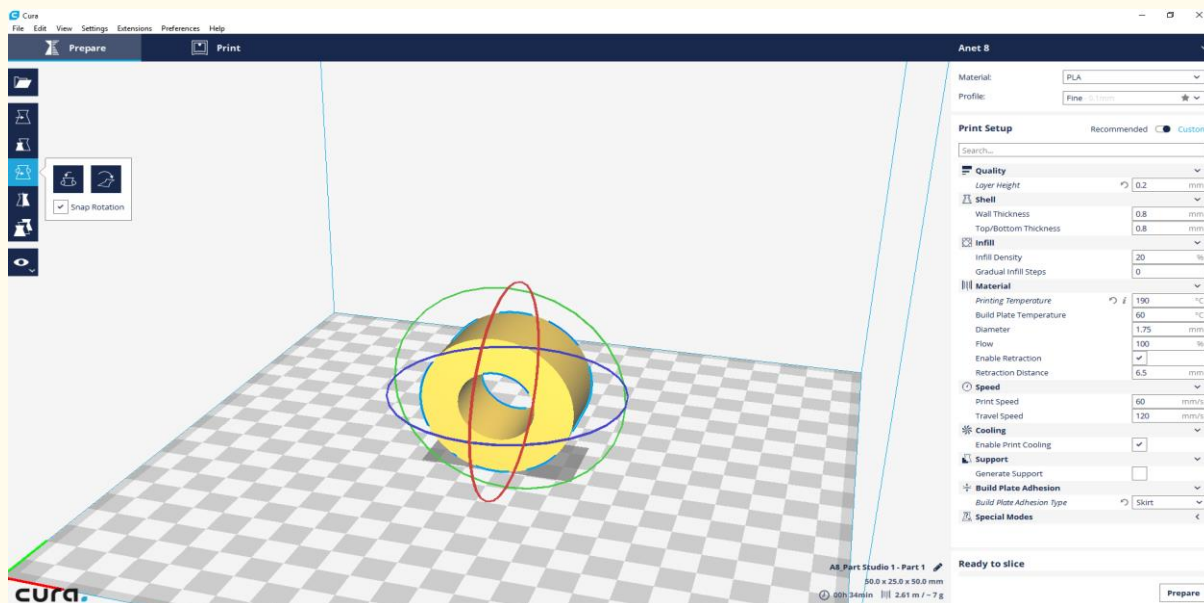 Cura
File Edit View Settings Extensions Preferences Help
Prepare Print Anet 8
Material: PLA
Profile: Fine 0.1mm
Print Setup Recommended Custom
Search...
Quality
Layer Height 0.2 mm
Shell
Wall Thickness 0.8 mm
Top/Bottom Thickness 0.8 mm
Infill
Infill Density 20 %
Gradual Infill Steps 0
Material
Printing Temperature i 190 °C
Build Plate Temperature 60 °C
Diameter 1.75 mm
Flow 100 %
Enable Retraction
Retraction Distance 6.5 mm
Speed
Print Speed 60 mm/s
Travel Speed 120 mm/s
Cooling
Enable Print Cooling
Support
Generate Support
Build Plate Adhesion
Build Plate Adhesion Type Skirt
Special Modes
Snap Rotation
A8_Part Studio 1 - Part 1
50.0 x 25.0 x 50.0 mm
00h 34min 2.61 m / ~ 7 g
Ready to slice
Prepare
cura.